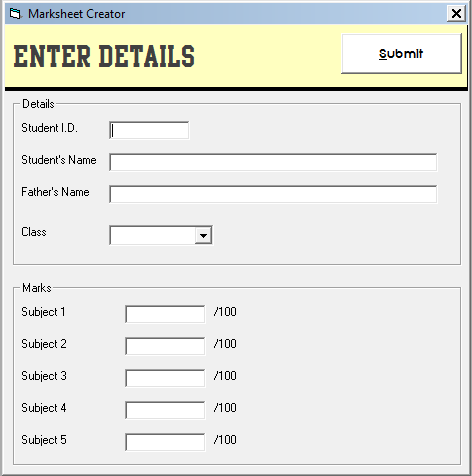 Marksheet Creator
ENTER DETAILS
Submit
Details
Student I.D.
Student's Name
Father's Name
Class
Marks
Subject 1 /100
Subject 2 /100
Subject 3 /100
Subject 4 /100
Subject 5 /100